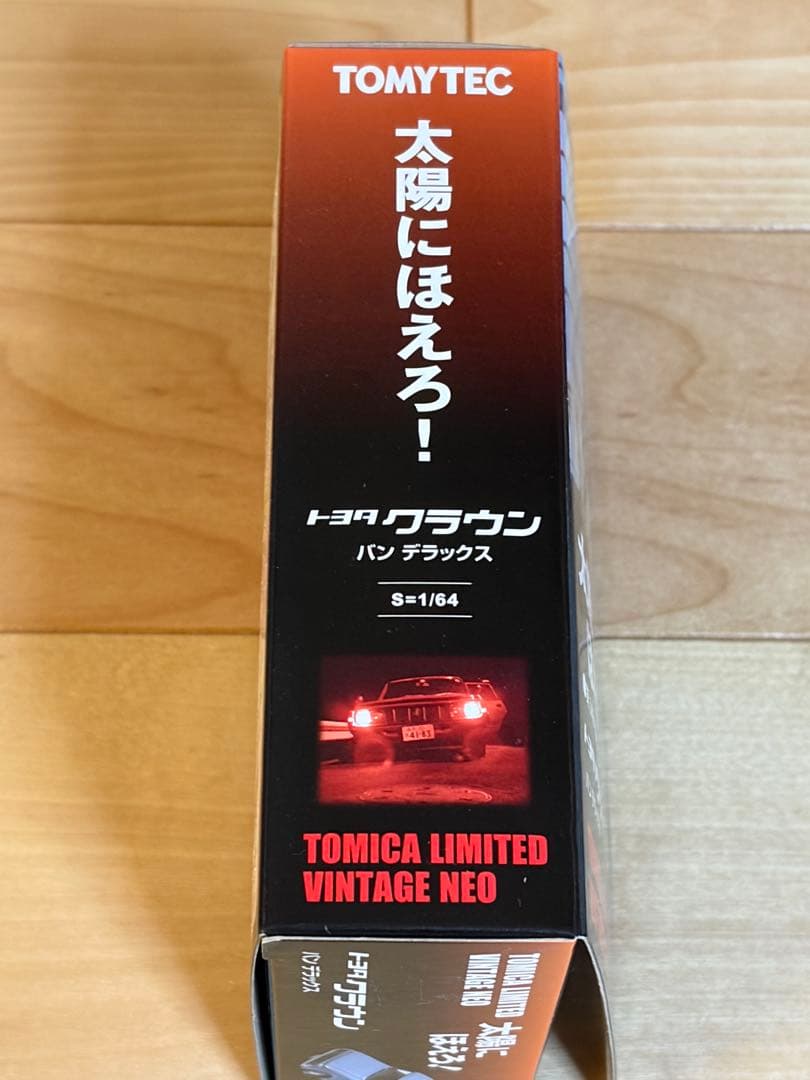 TOMYTEC
太陽にほえろ！
トヨタ クラウン
バン デラックス
S=1/64
4183
TOMICA LIMITED
VINTAGE NEO
トヨタ クラウン
バン デラックス
TOMICA LIMITED
VINTAGE NEO
太陽に
ほえろ！